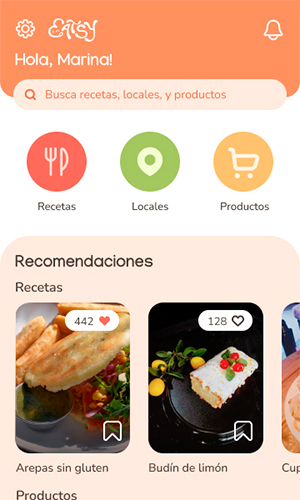 EATSY
Hola, Marina!
Busca recetas, locales, y productos
Recetas Locales Productos
Recomendaciones
Recetas
442 128
Arepas sin gluten Budín de limón Cup
Productos